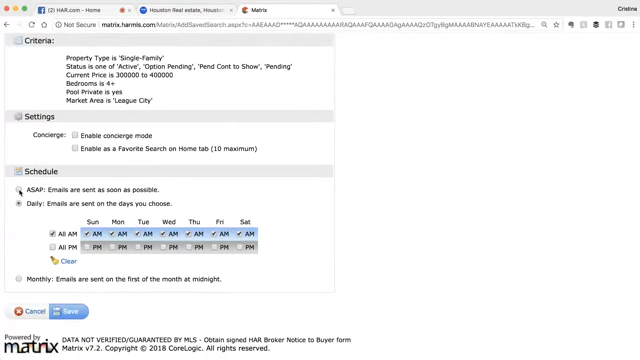 HAR.com - Home
Houston Real estate, Houston
Matrix
Cristina
Secure
https://matrix.harmls.com/Matrix/AddSavedSearch.aspx
Criteria:
Property Type is 'Single-Family'
Status is one of 'Active', 'Option Pending', 'Pend Cont to Show', 'Pending'
Current Price is 300000 to 400000
Bedrooms is 4+
Pool Private is yes
Market Area is 'League City'
Settings
Concierge: Enable concierge mode
Enable as a Favorite Search on Home tab (10 maximum)
Schedule
ASAP: Emails are sent as soon as possible.
Daily: Emails are sent on the days you choose.
Sun Mon Tue Wed Thu Fri Sat
All AM AM AM AM AM AM AM AM
All PM PM PM PM PM PM PM PM
Clear
Monthly: Emails are sent on the first of the month at midnight.
Cancel Save
Powered by
matrix
DATA NOT VERIFIED/GUARANTEED BY MLS - Obtain signed HAR Broker Notice to Buyer form
Matrix v7.2. Copyright © 2018 CoreLogic. All rights reserved.